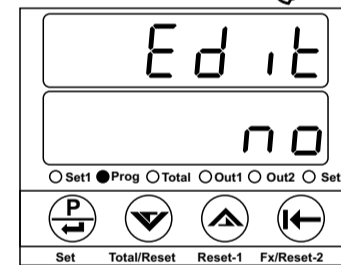 Edit
no
Set1 Prog Total Out1 Out2 Set
P
Set Total/Reset Reset-1 Fx/Reset-2